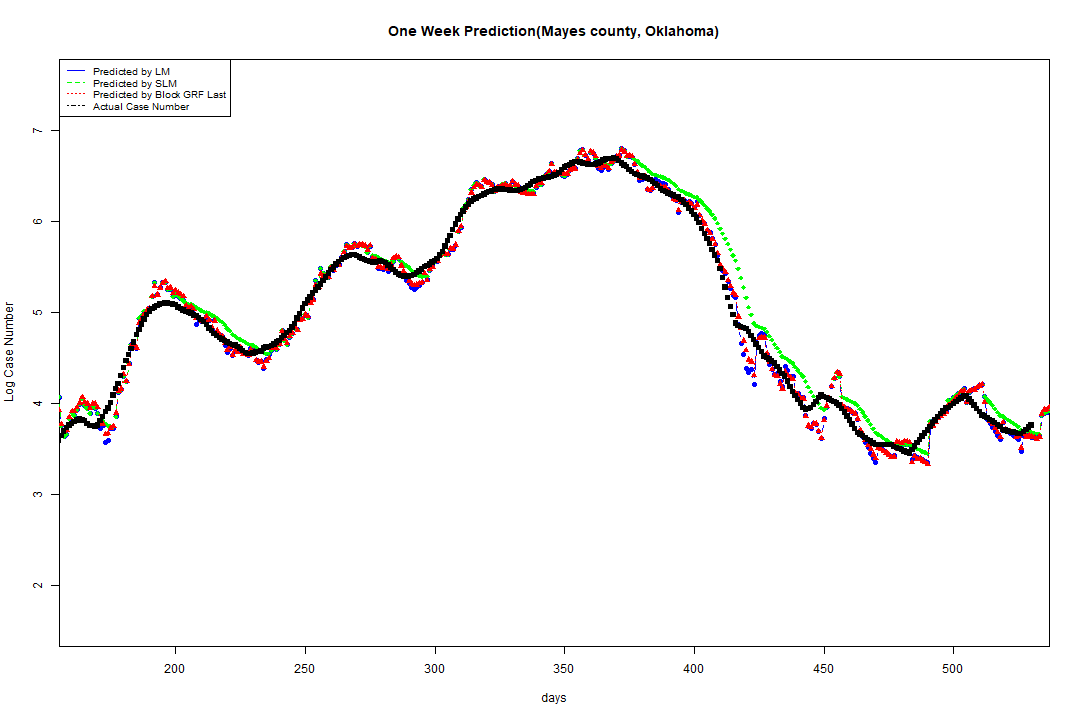 One Week Prediction(Mayes county, Oklahoma)
Predicted by LM
Predicted by SLM
Predicted by Block GRF Last
Actual Case Number
7
6
5
4
3
2
Log Case Number
200 250 300 350 400 450 500
days